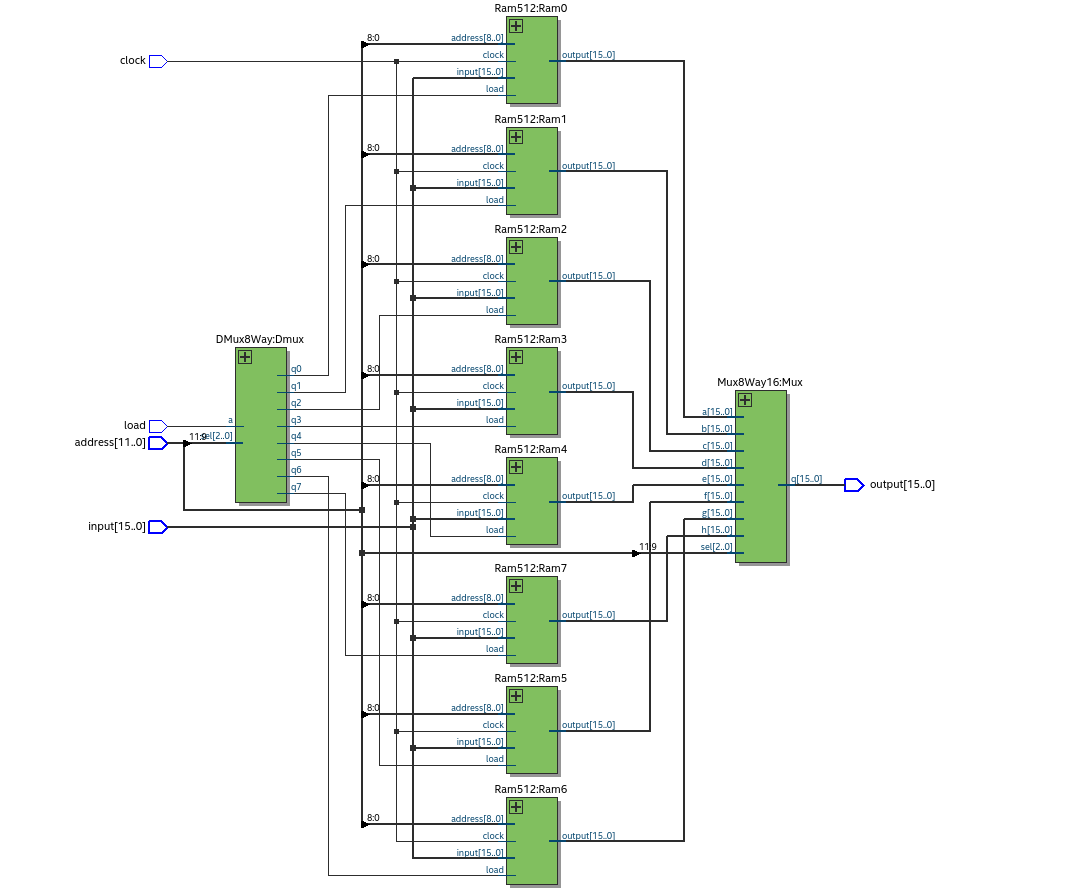 Ram512:Ram0
8:0
address[8..0]
clock
clock
input[15..0]
load
output[15..0]
Ram512:Ram1
8:0
address[8..0]
clock
input[15..0]
load
output[15..0]
Ram512:Ram2
8:0
address[8..0]
clock
input[15..0]
load
output[15..0]
DMux8Way:Dmux
q0
q1
q2
q3
q4
q5
q6
q7
a
sel[2..0]
load
address[11..0]
11:9
input[15..0]
Ram512:Ram3
8:0
address[8..0]
clock
input[15..0]
load
output[15..0]
Ram512:Ram4
8:0
address[8..0]
clock
input[15..0]
load
output[15..0]
Mux8Way16:Mux
a[15..0]
b[15..0]
c[15..0]
d[15..0]
e[15..0]
f[15..0]
g[15..0]
h[15..0]
sel[2..0]
11:9
q[15..0]
output[15..0]
Ram512:Ram7
8:0
address[8..0]
clock
input[15..0]
load
output[15..0]
Ram512:Ram5
8:0
address[8..0]
clock
input[15..0]
load
output[15..0]
Ram512:Ram6
8:0
address[8..0]
clock
input[15..0]
load
output[15..0]